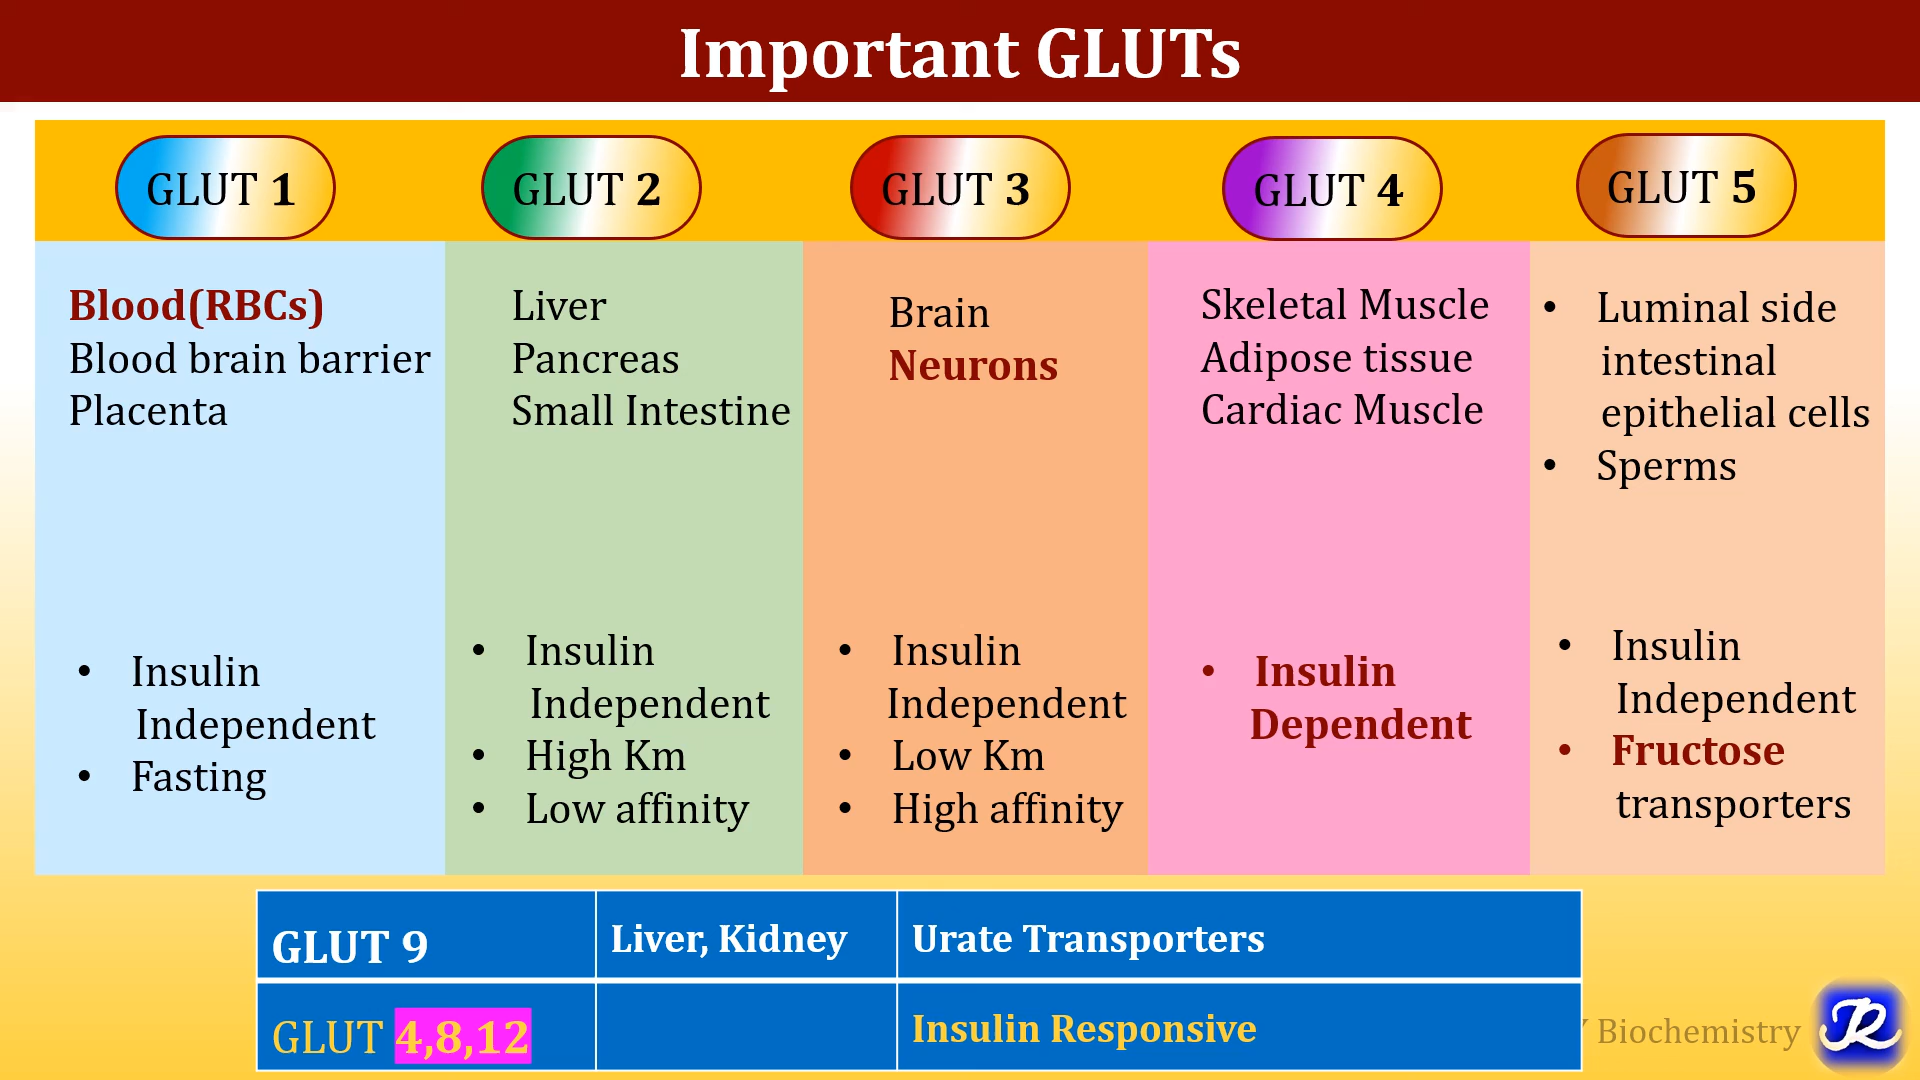 Important GLUTs
GLUT 1
GLUT 2
GLUT 3
GLUT 4
GLUT 5
Blood(RBCs)
Blood brain barrier
Placenta
• Insulin
Independent
• Fasting
Liver
Pancreas
Small Intestine
• Insulin
Independent
• High Km
• Low affinity
Brain
Neurons
• Insulin
Independent
• Low Km
• High affinity
Skeletal Muscle
Adipose tissue
Cardiac Muscle
• Insulin
Dependent
• Luminal side
intestinal
epithelial cells
• Sperms
• Insulin
Independent
• Fructose
transporters
GLUT 9
Liver, Kidney
Urate Transporters
GLUT 4,8,12
Insulin Responsive
Biochemistry
R